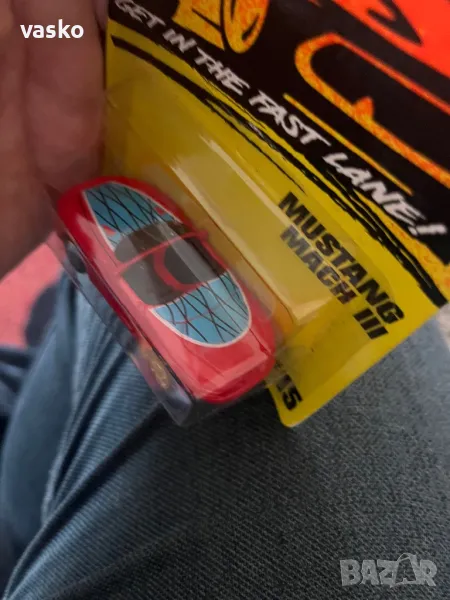 vasko
GET IN THE FAST LANE!
MUSTANG
MACH III
15
BAZAR